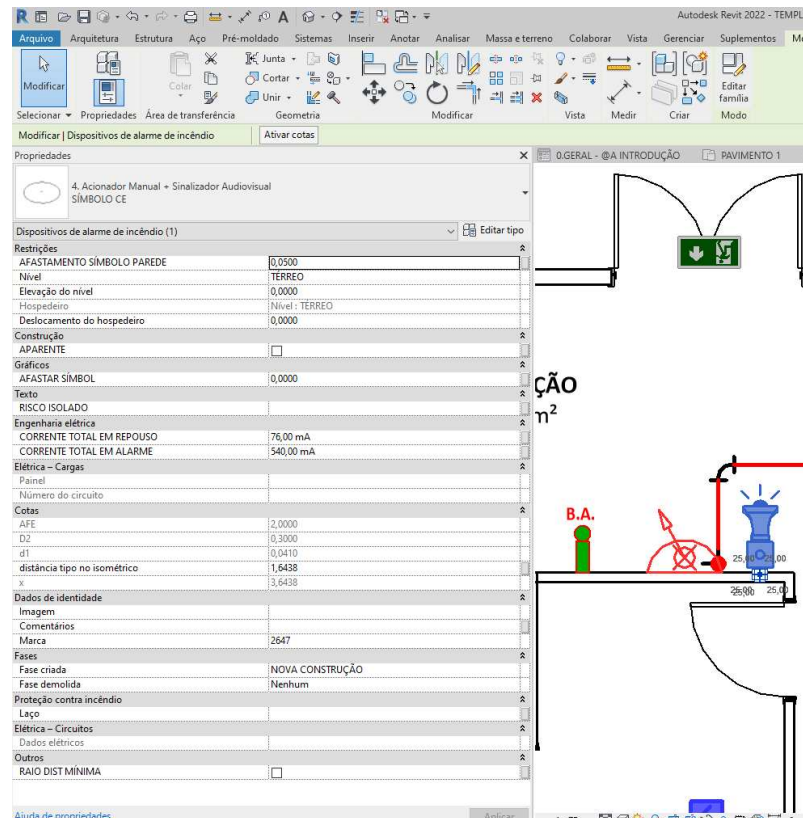 Autodesk Revit 2022 - TEMPL
Arquivo Arquitetura Estrutura Aço Pré-moldado Sistemas Inserir Anotar Analisar Massa e terreno Colaborar Vista Gerenciar Suplementos Mo
Modificar
Colar
Junta
Cortar
Unir
Editar
família
Selecionar Propriedades Área de transferência Geometria Modificar Vista Medir Criar Modo
Modificar | Dispositivos de alarme de incêndio Ativar cotas
Propriedades
0.GERAL - @A INTRODUÇÃO PAVIMENTO 1
4. Acionador Manual + Sinalizador Audiovisual
SÍMBOLO CE
Dispositivos de alarme de incêndio (1) Editar tipo
Restrições
AFASTAMENTO SÍMBOLO PAREDE 0,0500
Nível TÉRREO
Elevação do nível 0,0000
Hospedeiro Nível : TÉRREO
Deslocamento do hospedeiro 0,0000
Construção
APARENTE
Gráficos
AFASTAR SÍMBOL 0,0000
Texto
RISCO ISOLADO
Engenharia elétrica
CORRENTE TOTAL EM REPOUSO 76,00 mA
CORRENTE TOTAL EM ALARME 540,00 mA
Elétrica – Cargas
Painel
Número do circuito
Cotas
AFE 2,0000
D2 0,3000
d1 0,0410
distância tipo no isométrico 1,6438
x 3,6438
Dados de identidade
Imagem
Comentários
Marca 2647
Fases
Fase criada NOVA CONSTRUÇÃO
Fase demolida Nenhum
Proteção contra incêndio
Laço
Elétrica – Circuitos
Dados elétricos
Outros
RAIO DIST MÍNIMA
Ajuda de propriedades Aplicar
ÇÃO
m²
B.A.
25,00 25,00